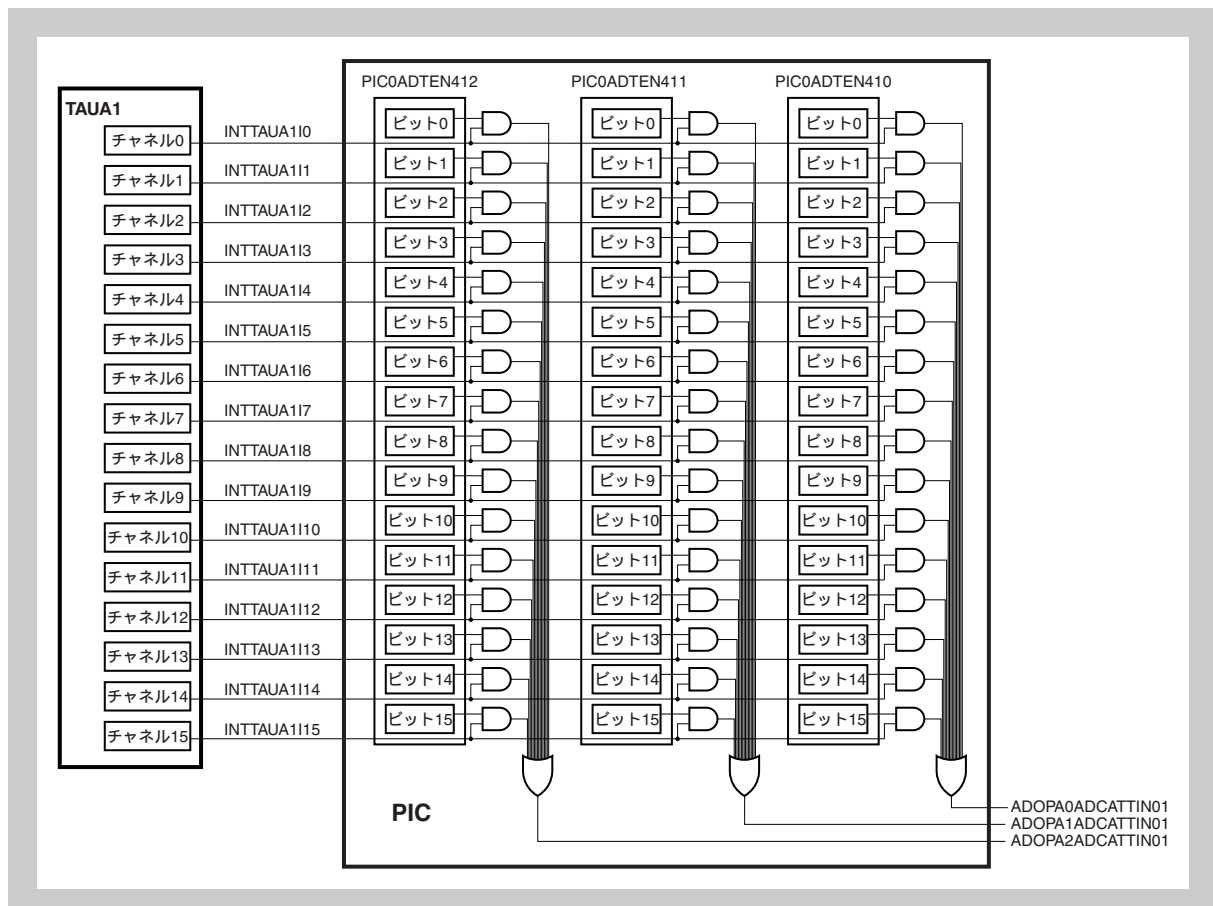 PIC0ADTEN412 PIC0ADTEN411 PIC0ADTEN410
TAUA1
チャネル0 INTTAUA1I0 ビット0 ビット0 ビット0
チャネル1 INTTAUA1I1 ビット1 ビット1 ビット1
チャネル2 INTTAUA1I2 ビット2 ビット2 ビット2
チャネル3 INTTAUA1I3 ビット3 ビット3 ビット3
チャネル4 INTTAUA1I4 ビット4 ビット4 ビット4
チャネル5 INTTAUA1I5 ビット5 ビット5 ビット5
チャネル6 INTTAUA1I6 ビット6 ビット6 ビット6
チャネル7 INTTAUA1I7 ビット7 ビット7 ビット7
チャネル8 INTTAUA1I8 ビット8 ビット8 ビット8
チャネル9 INTTAUA1I9 ビット9 ビット9 ビット9
チャネル10 INTTAUA1I10 ビット10 ビット10 ビット10
チャネル11 INTTAUA1I11 ビット11 ビット11 ビット11
チャネル12 INTTAUA1I12 ビット12 ビット12 ビット12
チャネル13 INTTAUA1I13 ビット13 ビット13 ビット13
チャネル14 INTTAUA1I14 ビット14 ビット14 ビット14
チャネル15 INTTAUA1I15 ビット15 ビット15 ビット15
PIC
ADOPA0ADCATTIN01
ADOPA1ADCATTIN01
ADOPA2ADCATTIN01